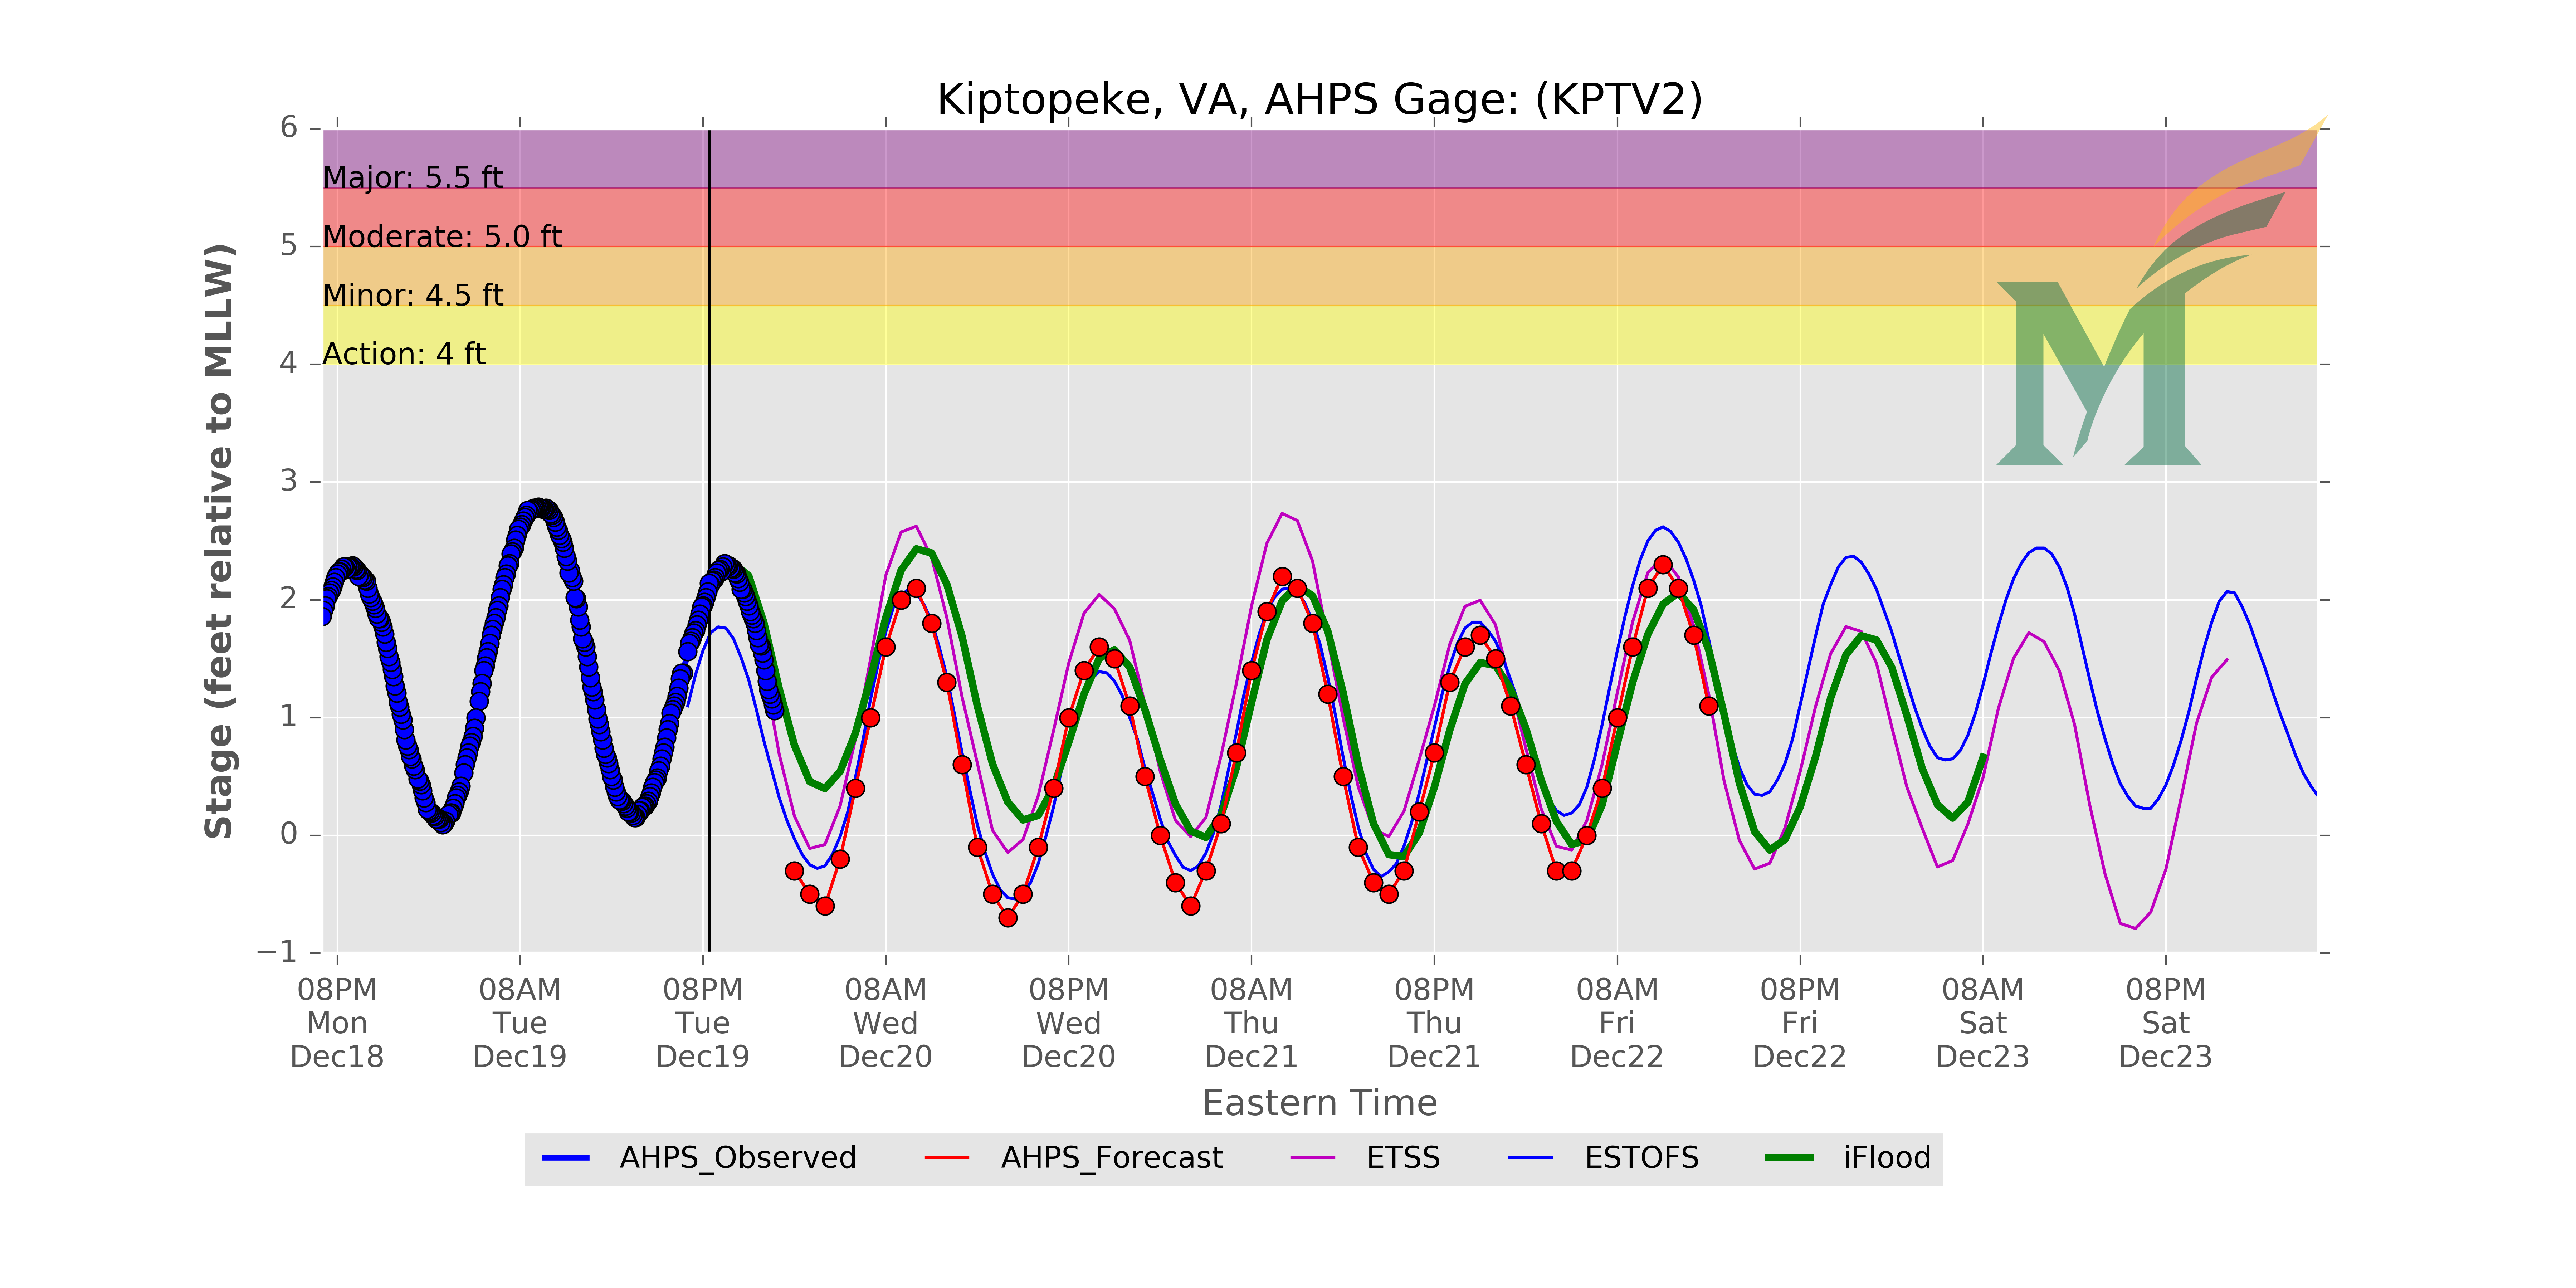 Kiptopeke, VA, AHPS Gage: (KPTV2)
6
Major: 5.5 ft
Moderate: 5.0 ft
5
Minor: 4.5 ft
Action: 4 ft
4
3
2
1
0
−1
Stage (feet relative to MLLW)
08PM 08AM 08PM 08AM 08PM 08AM 08PM 08AM 08PM 08AM 08PM
Mon Tue Tue Wed Wed Thu Thu Fri Fri Sat Sat
Dec18 Dec19 Dec19 Dec20 Dec20 Dec21 Dec21 Dec22 Dec22 Dec23 Dec23
Eastern Time
AHPS_Observed AHPS_Forecast ETSS ESTOFS iFlood
M